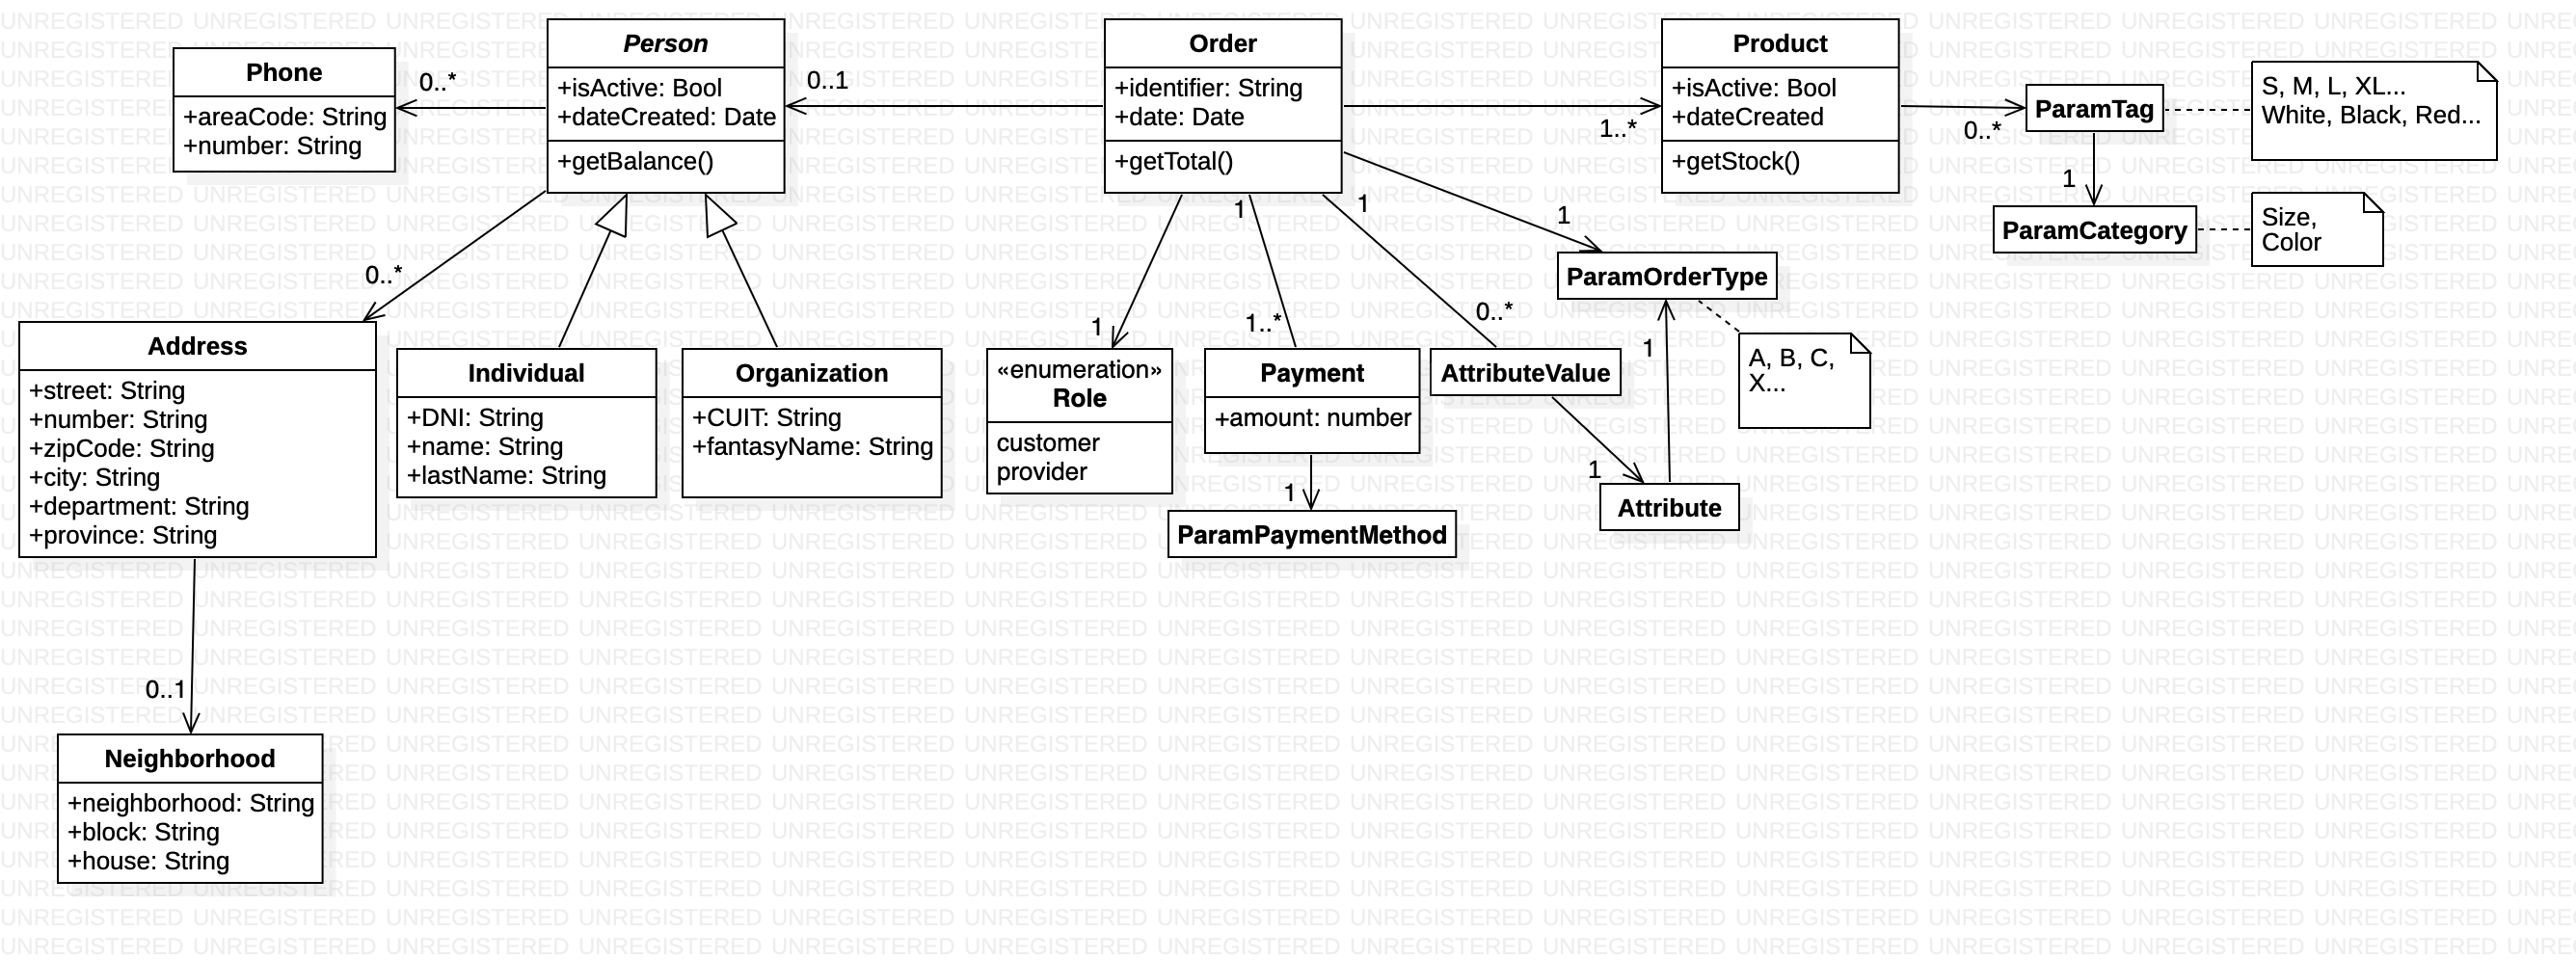 Phone
+areaCode: String
+number: String
0..*
Person
+isActive: Bool
+dateCreated: Date
+getBalance()
0..1
Order
+identifier: String
+date: Date
+getTotal()
1..*
Product
+isActive: Bool
+dateCreated
+getStock()
0..*
ParamTag
S, M, L, XL...
White, Black, Red...
1
ParamCategory
Size,
Color
0..*
Address
+street: String
+number: String
+zipCode: String
+city: String
+department: String
+province: String
Individual
+DNI: String
+name: String
+lastName: String
Organization
+CUIT: String
+fantasyName: String
1
«enumeration»
Role
customer
provider
1
1..*
Payment
+amount: number
1
ParamPaymentMethod
1
0..*
AttributeValue
1
Attribute
1
ParamOrderType
1
A, B, C,
X...
0..1
Neighborhood
+neighborhood: String
+block: String
+house: String
UNREGISTERED